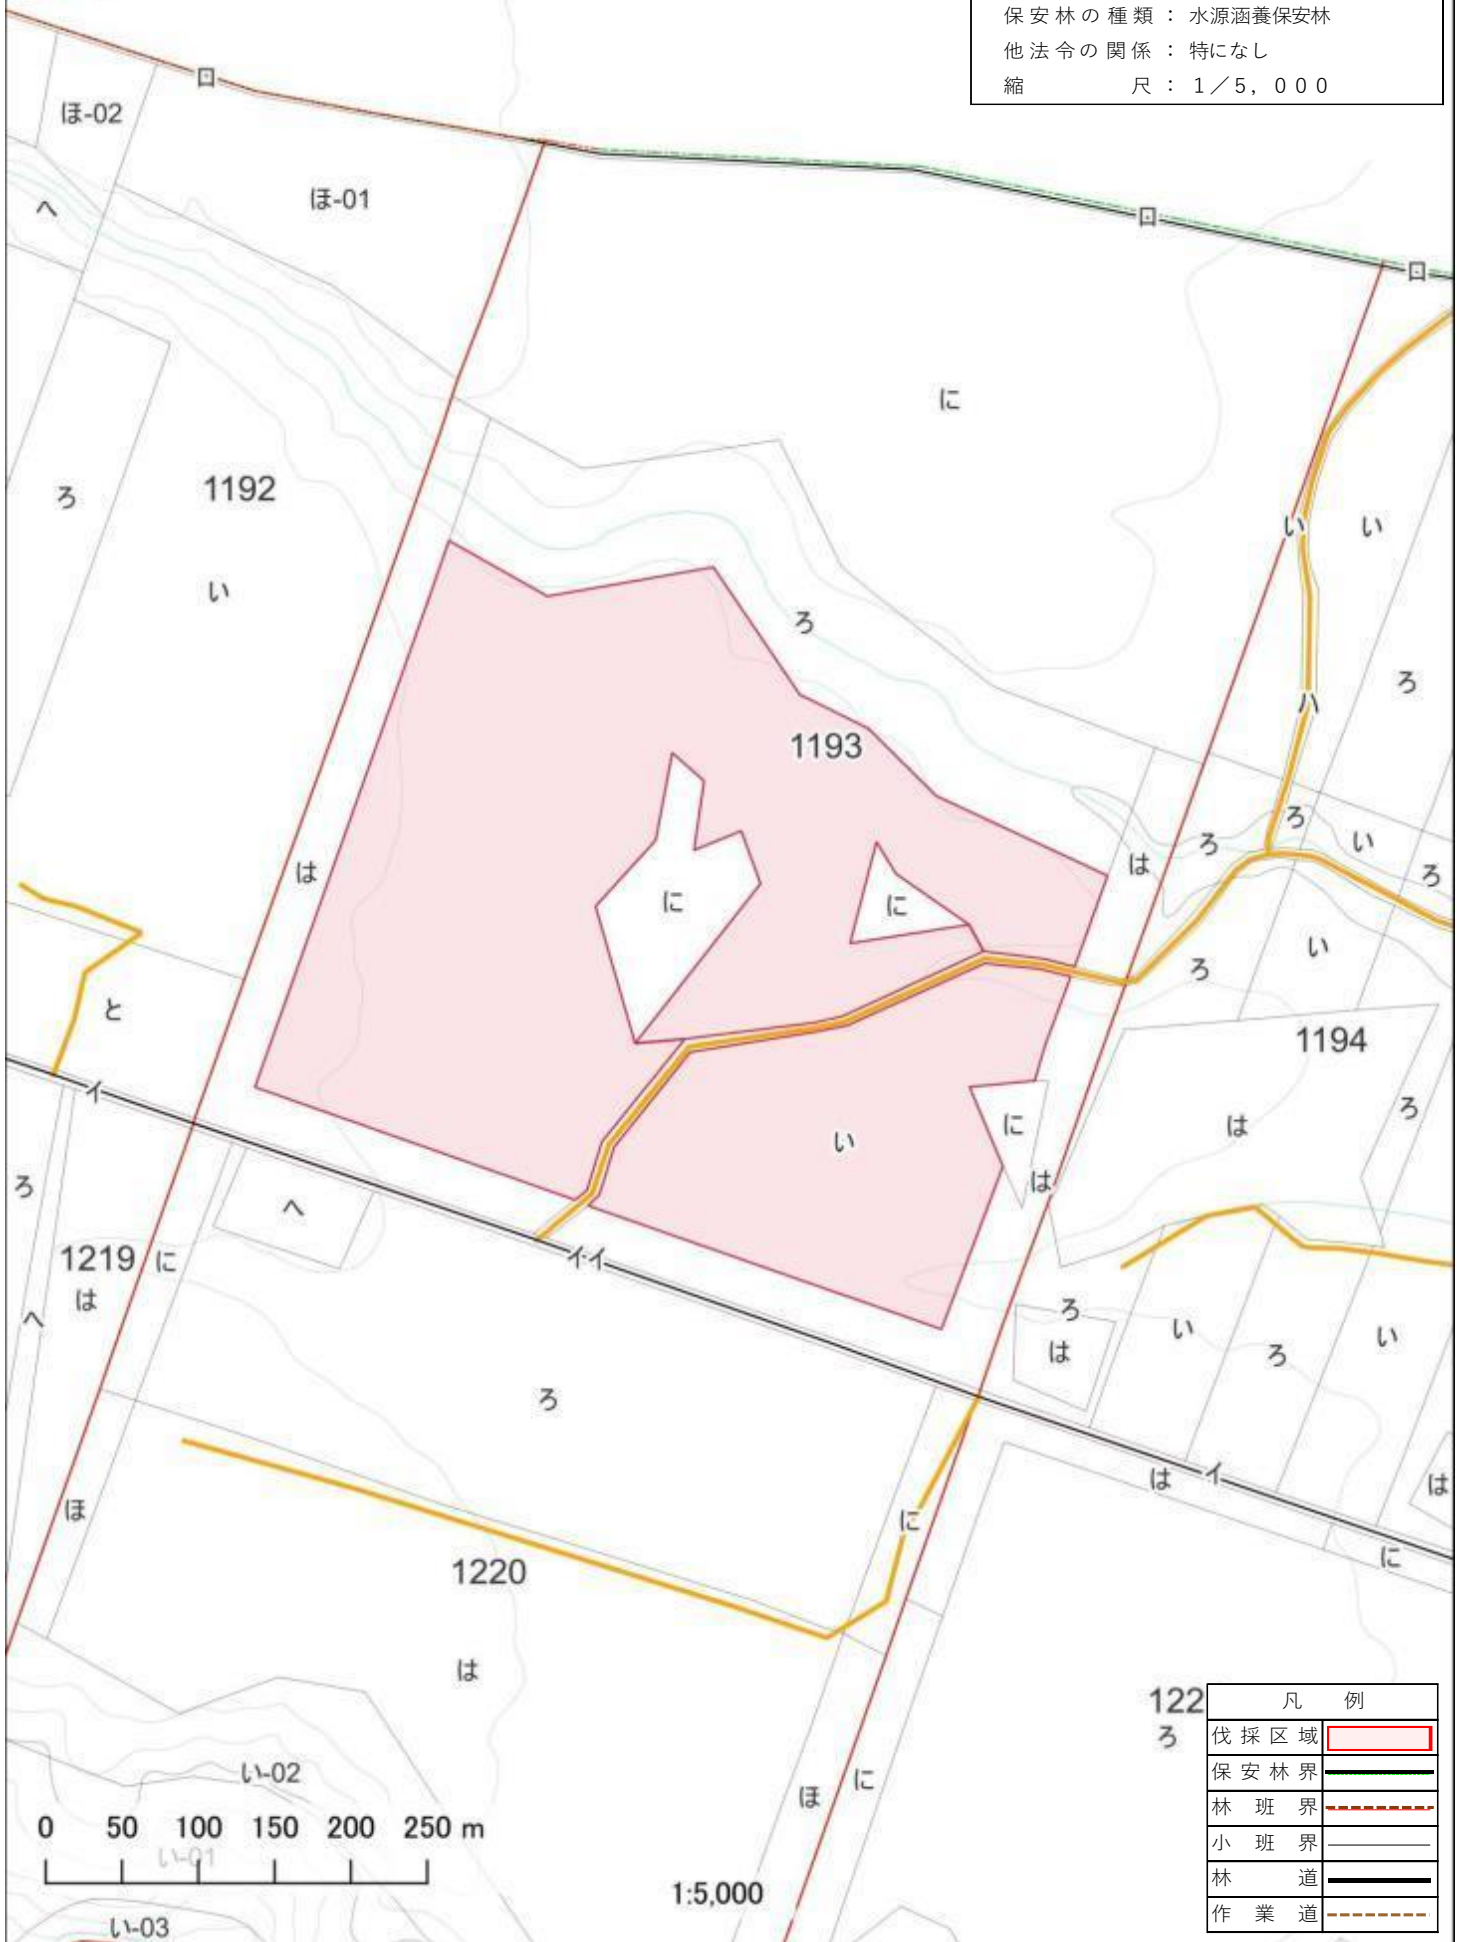 保安林の種類：水源涵養保安林
他法令の関係：特になし
縮尺：1／5，000
ロ
ほ-02
ほ-01
へ
ロ
ロ
に
1192
ろ
い
い
い
ろ
ろ
ハ
1193
は
に
に
は
ろ
ろ
い
ろ
い
ろ
と
1194
イ
い
に
は
ろ
は
ろ
へ
1219
に
は
へ
イイ
ろ
は
い
ろ
い
ろ
は
イ
は
ほ
に
に
1220
は
122
ろ
い-02
ほ
に
0 50 100 150 200 250 m
い-01
1:5,000
い-03
凡例
伐採区域
保安林界
林班界
小班界
林道
作業道